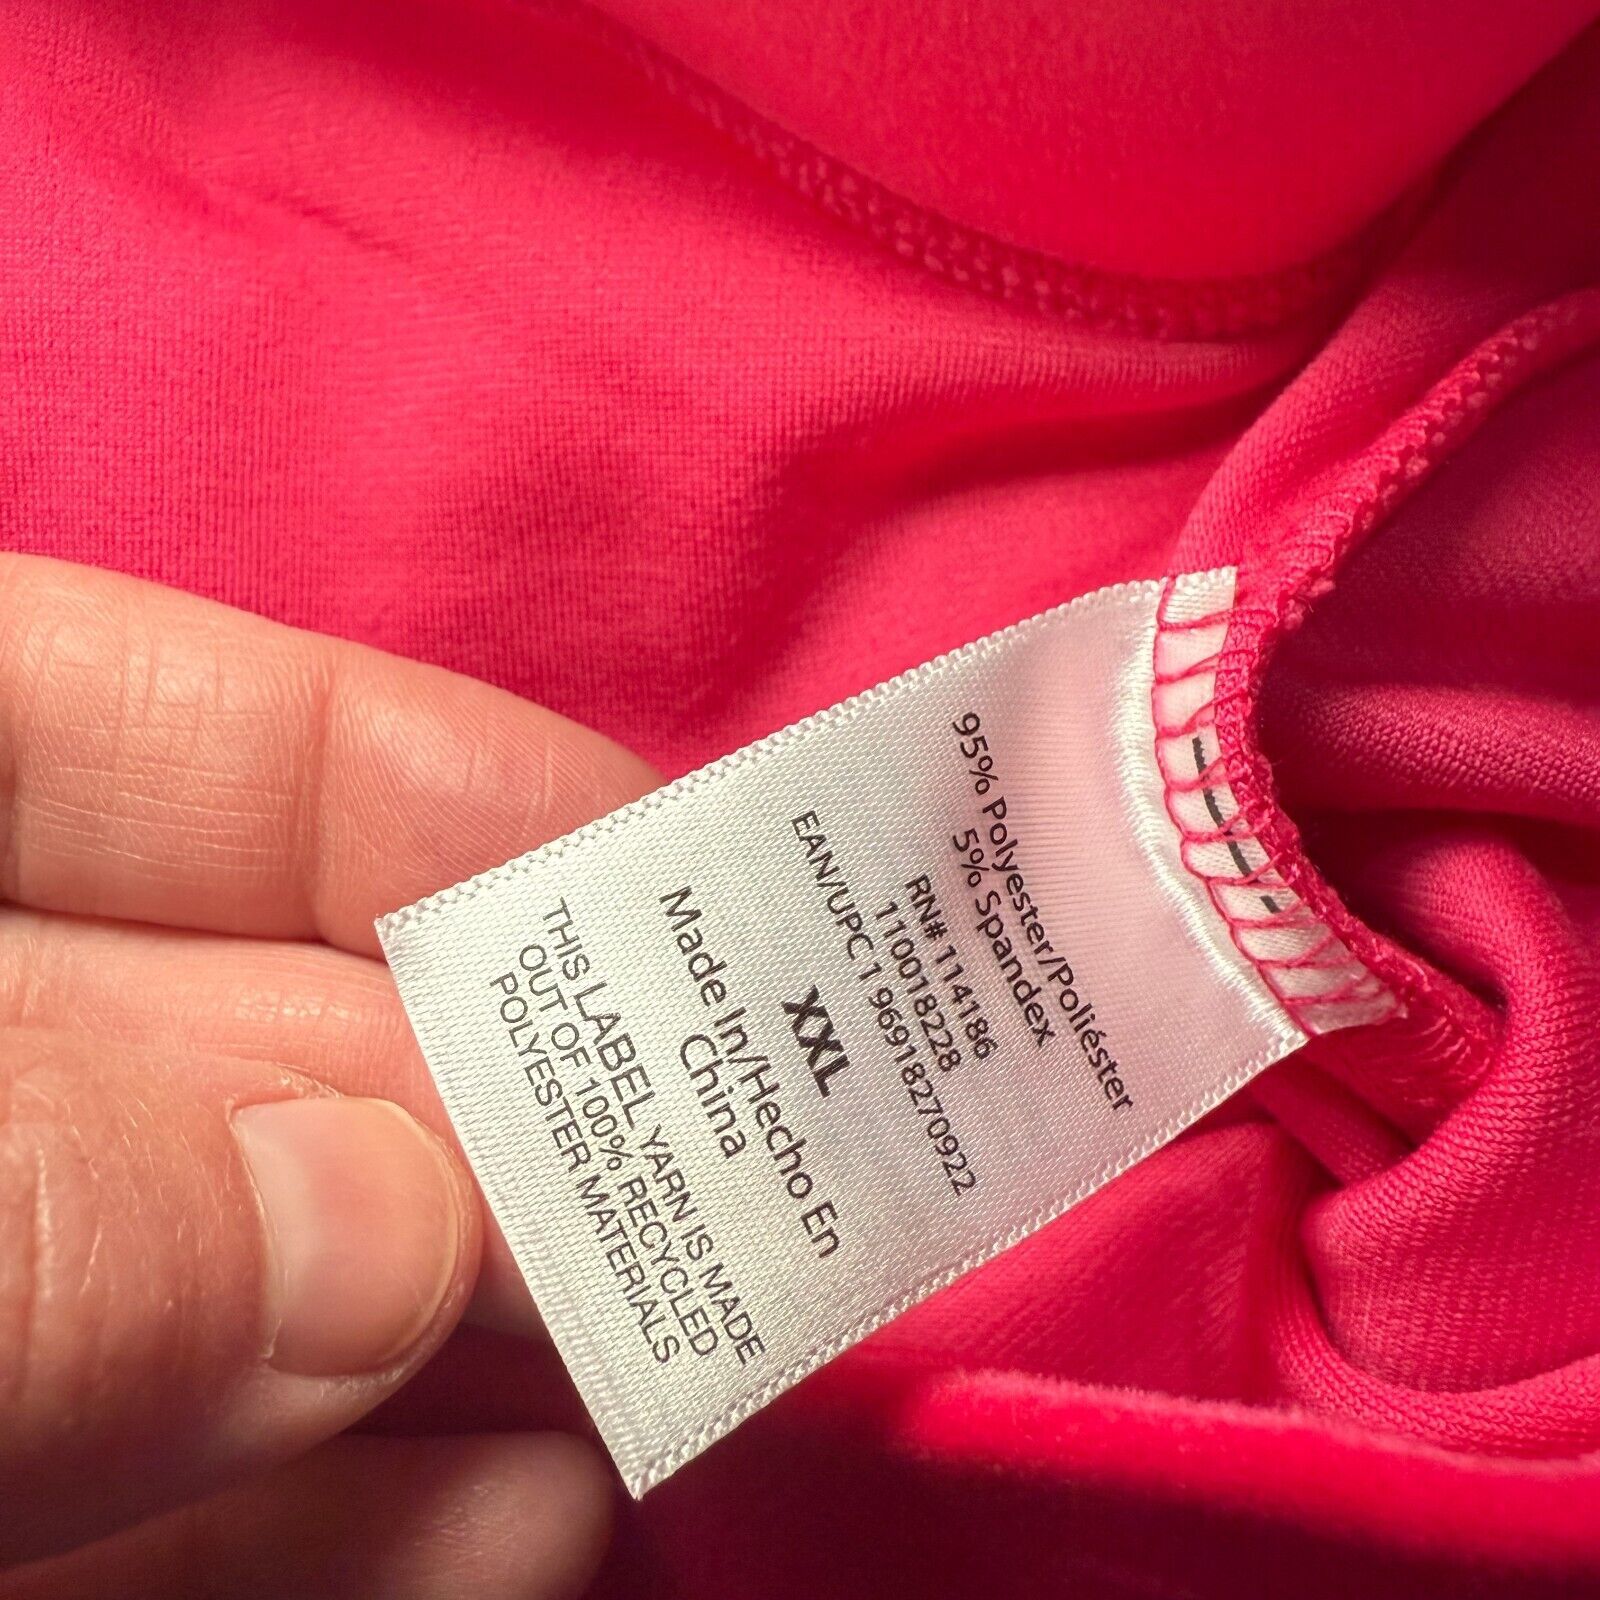 95% Polyester/Poliéster
5% Spandex
RN# 114186
110018228
EAN/UPC 1 96918270922
XXL
Made In/Hecho En
China
THIS LABEL YARN IS MADE
OUT OF 100% RECYCLED
POLYESTER MATERIALS